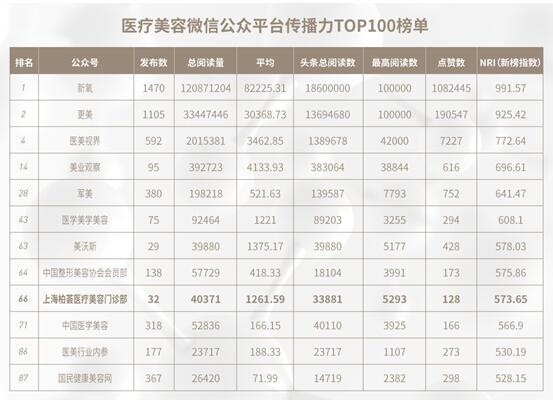 医疗美容微信公众平台传播力TOP100榜单
排名 公众号 发布数 总阅读量 平均 头条总阅读数 最高阅读数 点赞数 NRI（新榜指数）
1 新氧 1470 120871204 82225.31 18600000 100000 1082445 991.57
2 更美 1105 33447446 30368.73 13694680 100000 190547 925.42
4 医美视界 592 2015381 3462.85 1389678 42000 7227 772.64
14 美业观察 95 392723 4133.93 383064 38844 616 696.61
28 军美 380 198218 521.63 139587 7793 752 641.47
43 医学美学美容 75 92464 1221 89203 3255 294 608.1
63 美沃斯 29 39880 1375.17 39880 5177 428 578.03
64 中国整形美容协会会员部 138 57729 418.33 18104 3991 173 575.86
66 上海柏荟医疗美容门诊部 32 40371 1261.59 33881 5293 128 573.65
71 中国医学美容 318 52836 166.15 40110 3925 166 566.9
86 医美行业内参 177 23717 188.33 23717 1107 273 530.19
87 国民健康美容网 367 26420 71.99 14719 2382 298 528.15